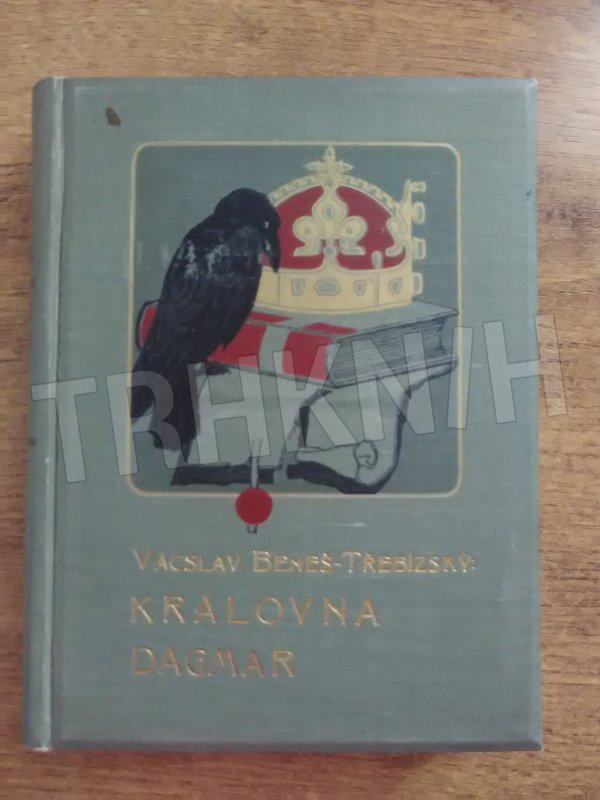 TRHKNIH
VÁCSLAV BENEŠ-TŘEBÍZSKÝ:
KRÁLOVNA
DAGMAR